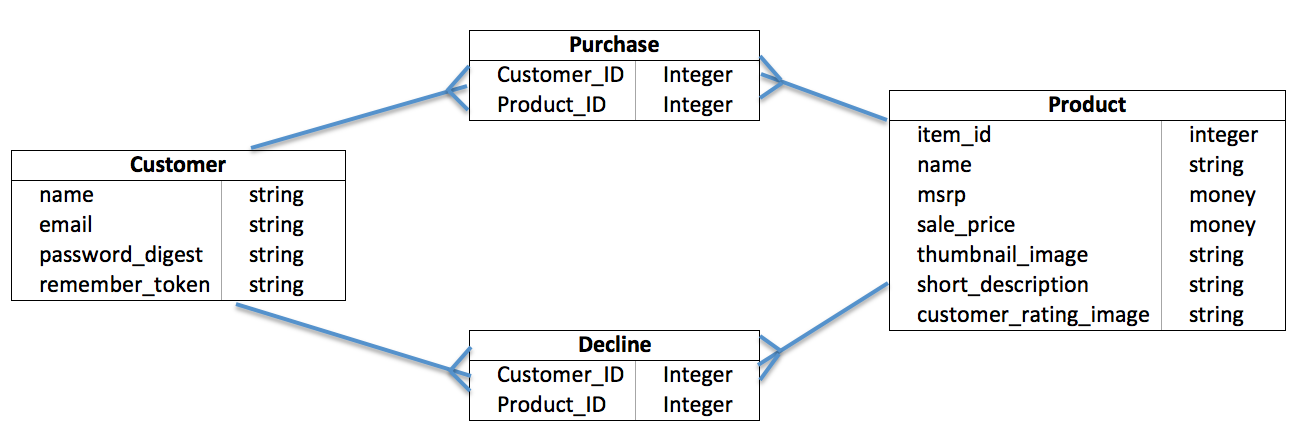 Purchase
Customer_ID Integer
Product_ID Integer
Product
item_id integer
name string
msrp money
sale_price money
thumbnail_image string
short_description string
customer_rating_image string
Customer
name string
email string
password_digest string
remember_token string
Decline
Customer_ID Integer
Product_ID Integer